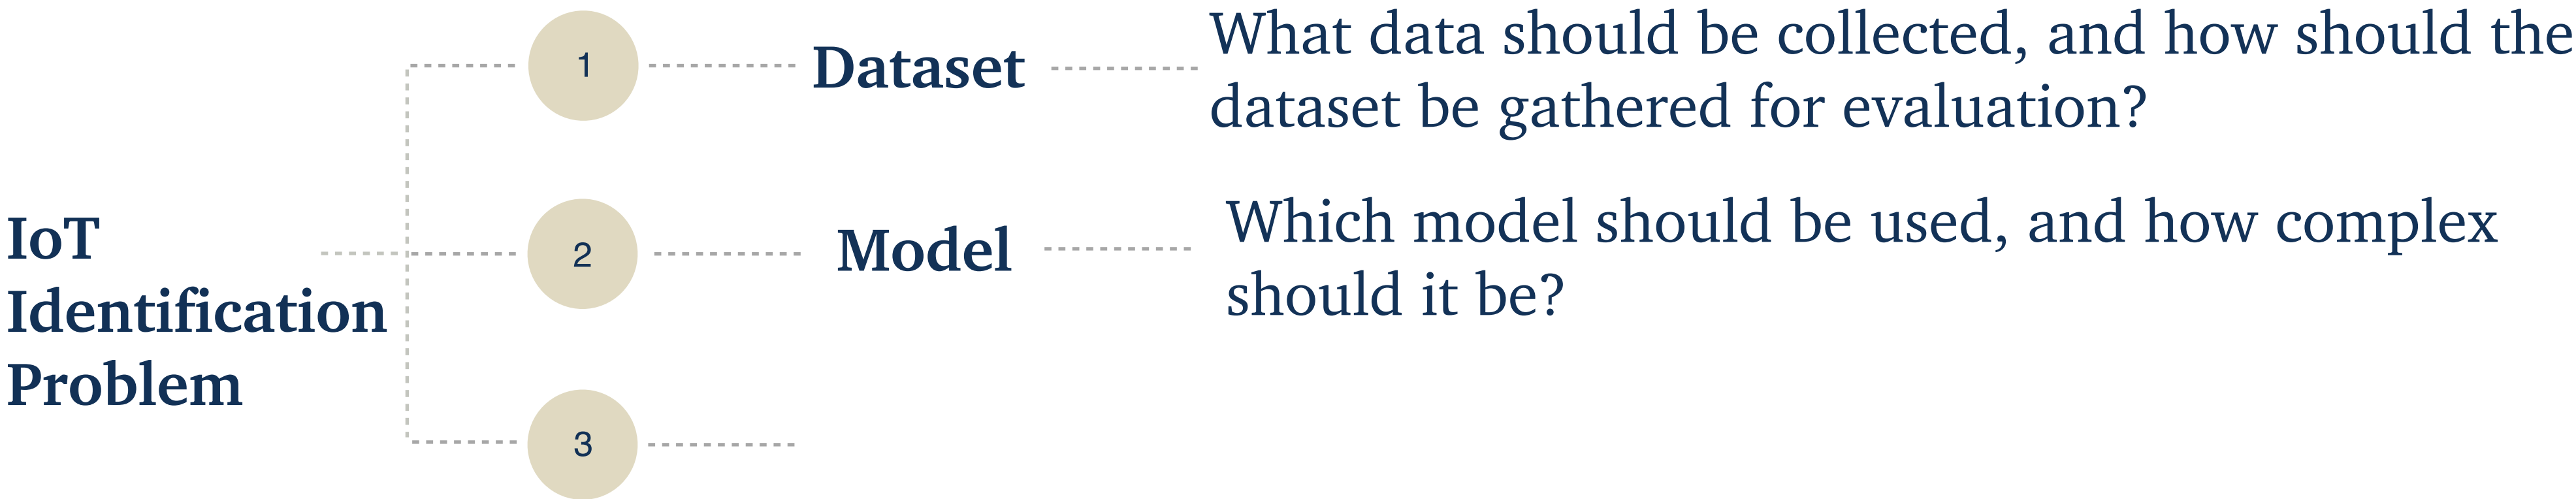 IoT
Identification
Problem
1
Dataset
What data should be collected, and how should the
dataset be gathered for evaluation?
2
Model
Which model should be used, and how complex
should it be?
3